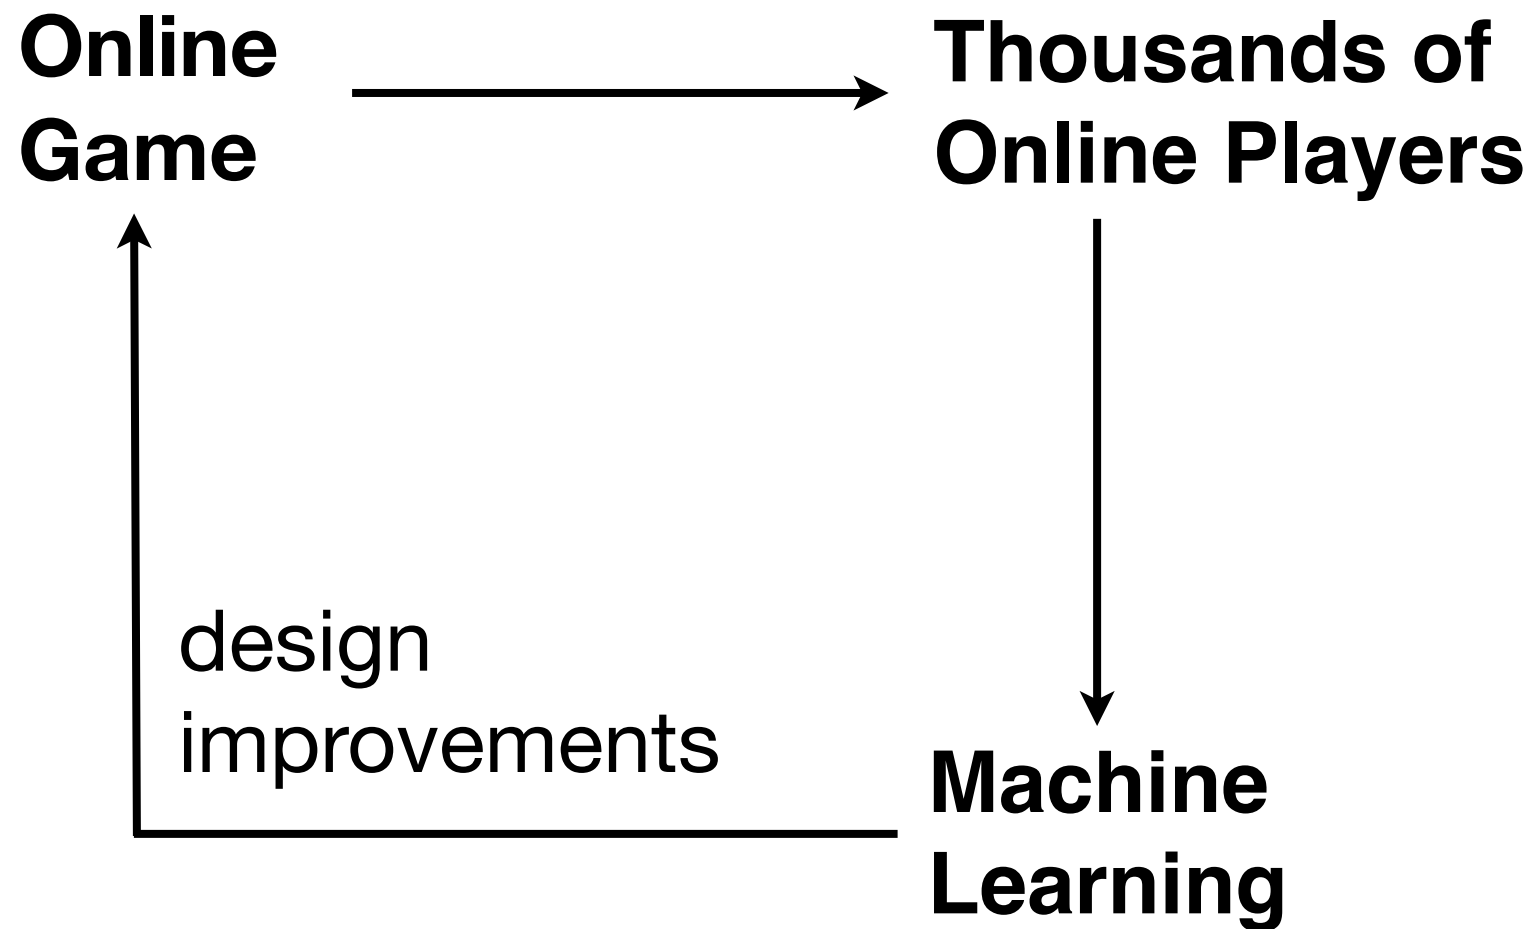 Online
Game
Thousands of
Online Players
design
improvements
Machine
Learning